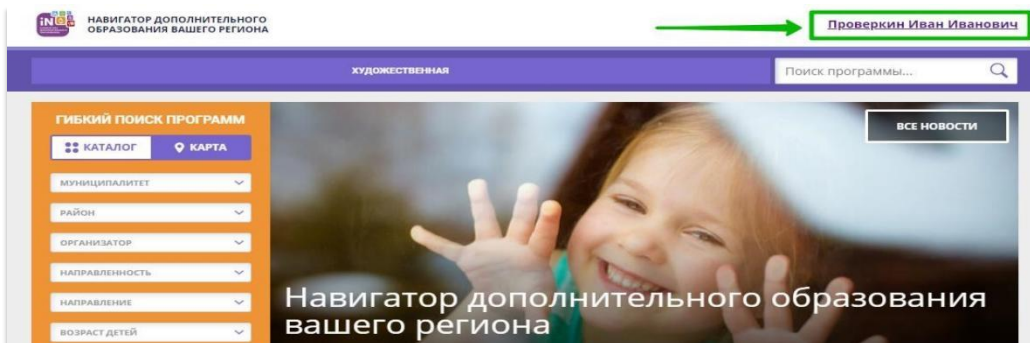 НАВИГАТОР ДОПОЛНИТЕЛЬНОГО
ОБРАЗОВАНИЯ ВАШЕГО РЕГИОНА
Проверкин Иван Иванович
ХУДОЖЕСТВЕННАЯ
Поиск программы...
ГИБКИЙ ПОИСК ПРОГРАММ
КАТАЛОГ
КАРТА
МУНИЦИПАЛИТЕТ
РАЙОН
ОРГАНИЗАТОР
НАПРАВЛЕННОСТЬ
НАПРАВЛЕНИЕ
ВОЗРАСТ ДЕТЕЙ
ВСЕ НОВОСТИ
Навигатор дополнительного образования
вашего региона